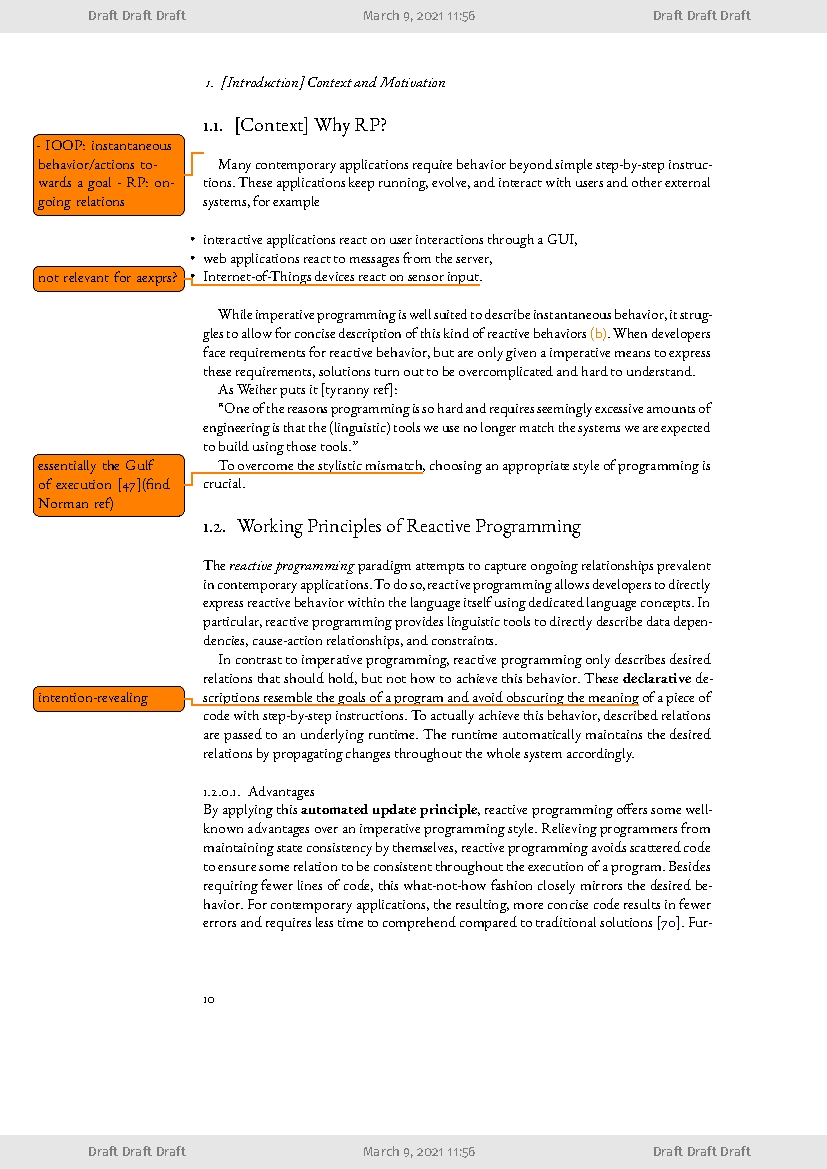 Draft Draft Draft March 9, 2021 11:56 Draft Draft Draft
1. [Introduction] Context and Motivation
1.1. [Context] Why RP?
- IOOP: instantaneous
behavior/actions to-
wards a goal - RP: on-
going relations
Many contemporary applications require behavior beyond simple step-by-step instruc-
tions. These applications keep running, evolve, and interact with users and other external
systems, for example
• interactive applications react on user interactions through a GUI,
• web applications react to messages from the server,
not relevant for aexprs?
• Internet-of-Things devices react on sensor input.
While imperative programming is well suited to describe instantaneous behavior, it strug-
gles to allow for concise description of this kind of reactive behaviors (b). When developers
face requirements for reactive behavior, but are only given a imperative means to express
these requirements, solutions turn out to be overcomplicated and hard to understand.
As Weiher puts it [tyranny ref]:
“One of the reasons programming is so hard and requires seemingly excessive amounts of
engineering is that the (linguistic) tools we use no longer match the systems we are expected
to build using those tools.”
essentially the Gulf
of execution [47](find
Norman ref)
To overcome the stylistic mismatch, choosing an appropriate style of programming is
crucial.
1.2. Working Principles of Reactive Programming
The reactive programming paradigm attempts to capture ongoing relationships prevalent
in contemporary applications. To do so, reactive programming allows developers to directly
express reactive behavior within the language itself using dedicated language concepts. In
particular, reactive programming provides linguistic tools to directly describe data depen-
dencies, cause-action relationships, and constraints.
In contrast to imperative programming, reactive programming only describes desired
relations that should hold, but not how to achieve this behavior. These declarative de-
intention-revealing
scriptions resemble the goals of a program and avoid obscuring the meaning of a piece of
code with step-by-step instructions. To actually achieve this behavior, described relations
are passed to an underlying runtime. The runtime automatically maintains the desired
relations by propagating changes throughout the whole system accordingly.
1.2.0.1. Advantages
By applying this automated update principle, reactive programming offers some well-
known advantages over an imperative programming style. Relieving programmers from
maintaining state consistency by themselves, reactive programming avoids scattered code
to ensure some relation to be consistent throughout the execution of a program. Besides
requiring fewer lines of code, this what-not-how fashion closely mirrors the desired be-
havior. For contemporary applications, the resulting, more concise code results in fewer
errors and requires less time to comprehend compared to traditional solutions [70]. Fur-
10
Draft Draft Draft March 9, 2021 11:56 Draft Draft Draft